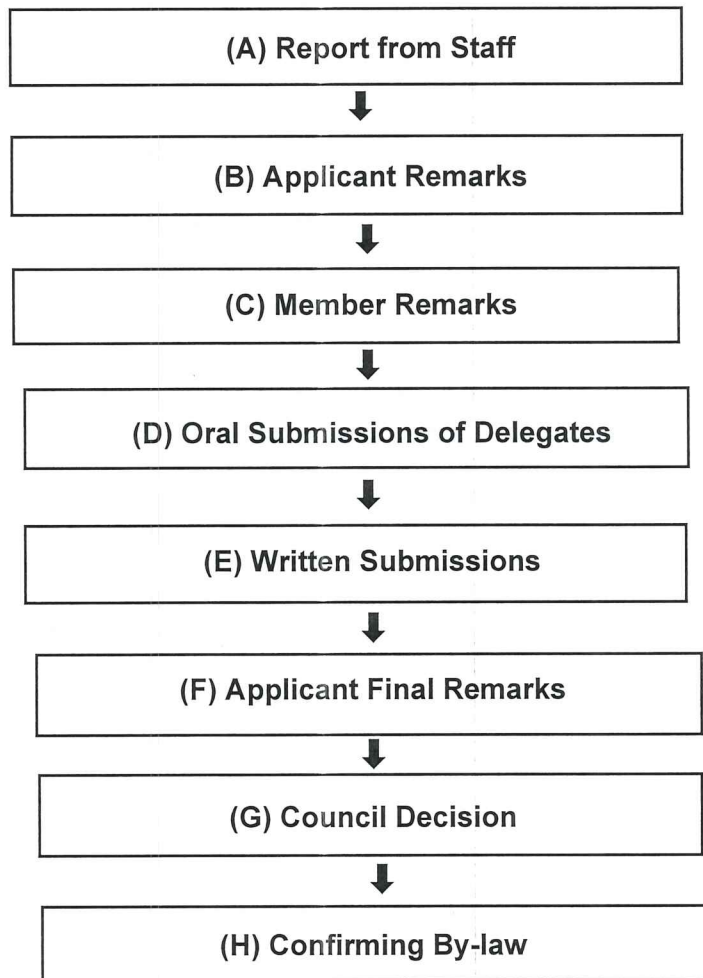 (A) Report from Staff
(B) Applicant Remarks
(C) Member Remarks
(D) Oral Submissions of Delegates
(E) Written Submissions
(F) Applicant Final Remarks
(G) Council Decision
(H) Confirming By-law